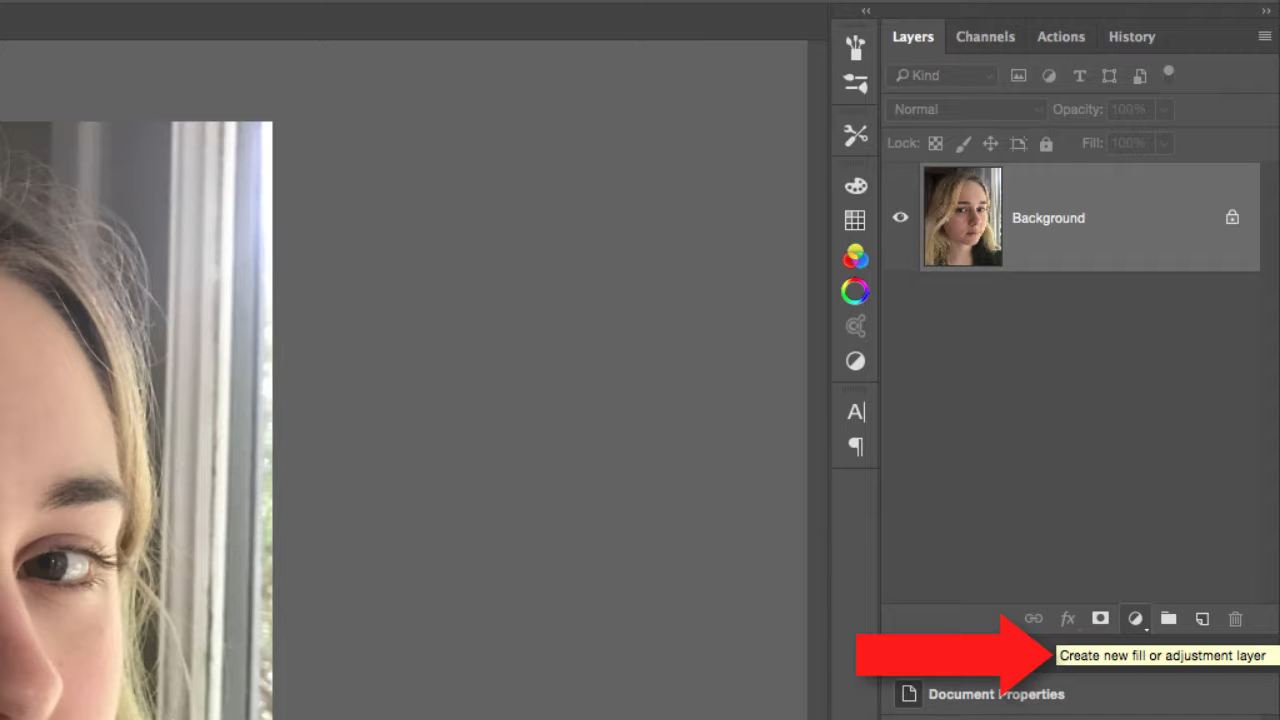 Layers Channels Actions History
Kind
Normal Opacity: 100%
Lock: Fill: 100%
Background
fx
Create new fill or adjustment layer
Document Properties